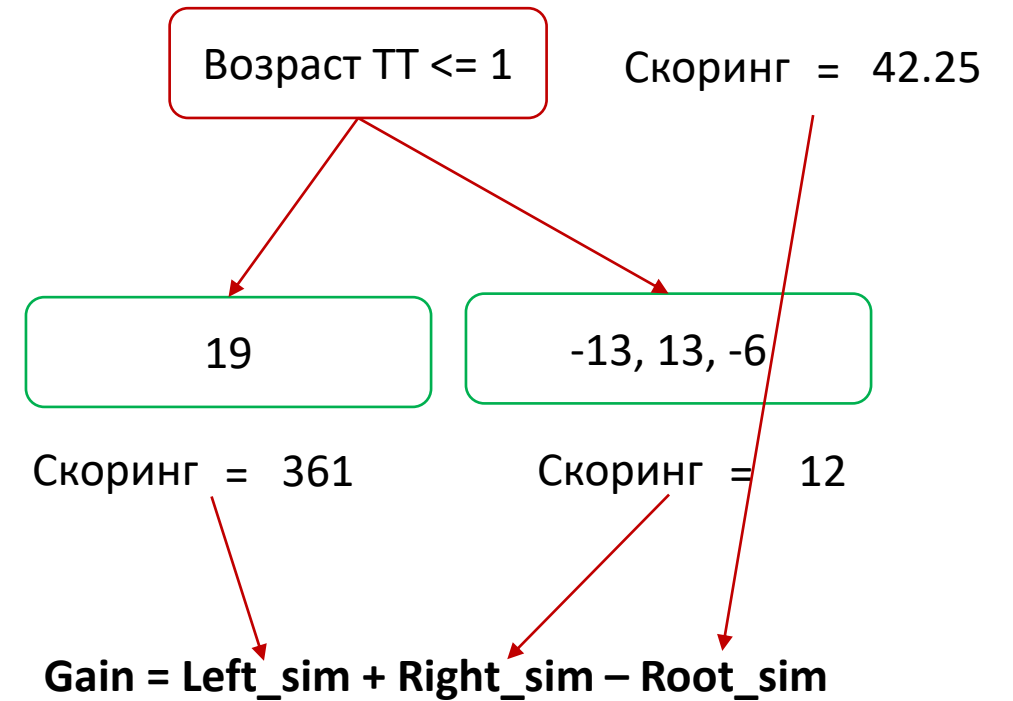 Возраст ТТ <= 1
Скоринг = 42.25
19
-13, 13, -6
Скоринг = 361
Скоринг = 12
Gain = Left_sim + Right_sim – Root_sim